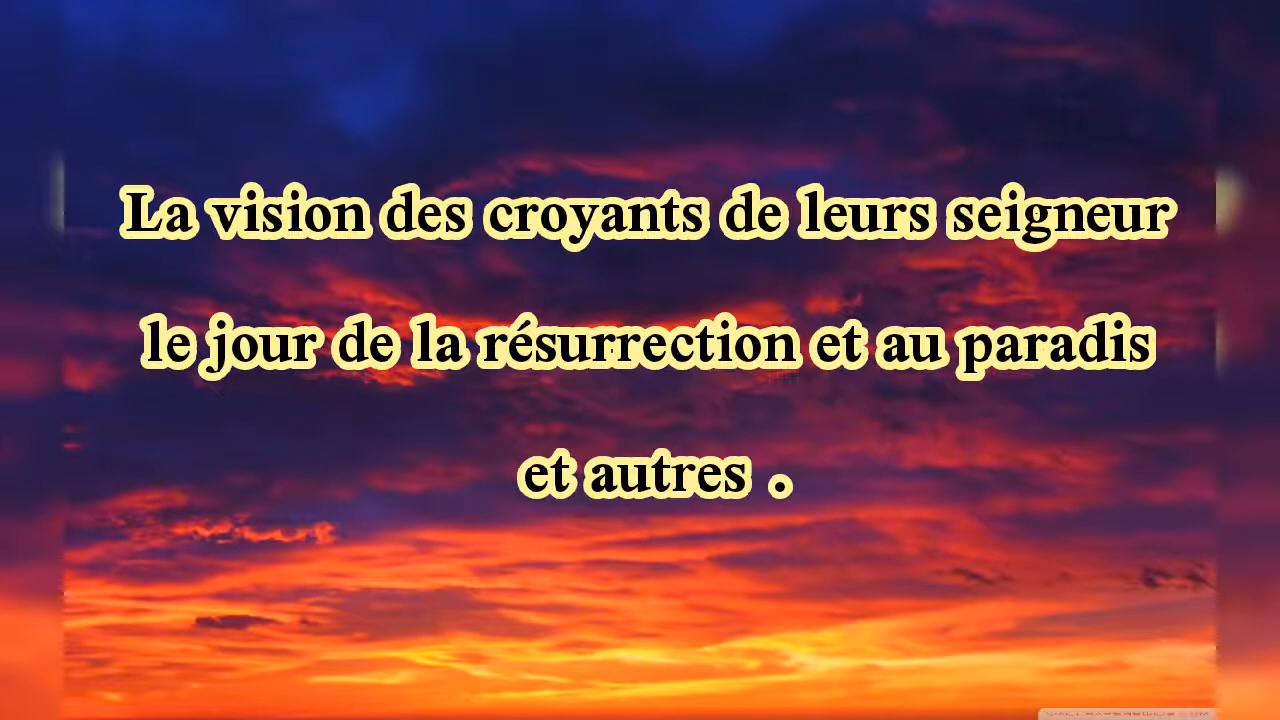 La vision des croyants de leurs seigneur
le jour de la résurrection et au paradis
et autres .